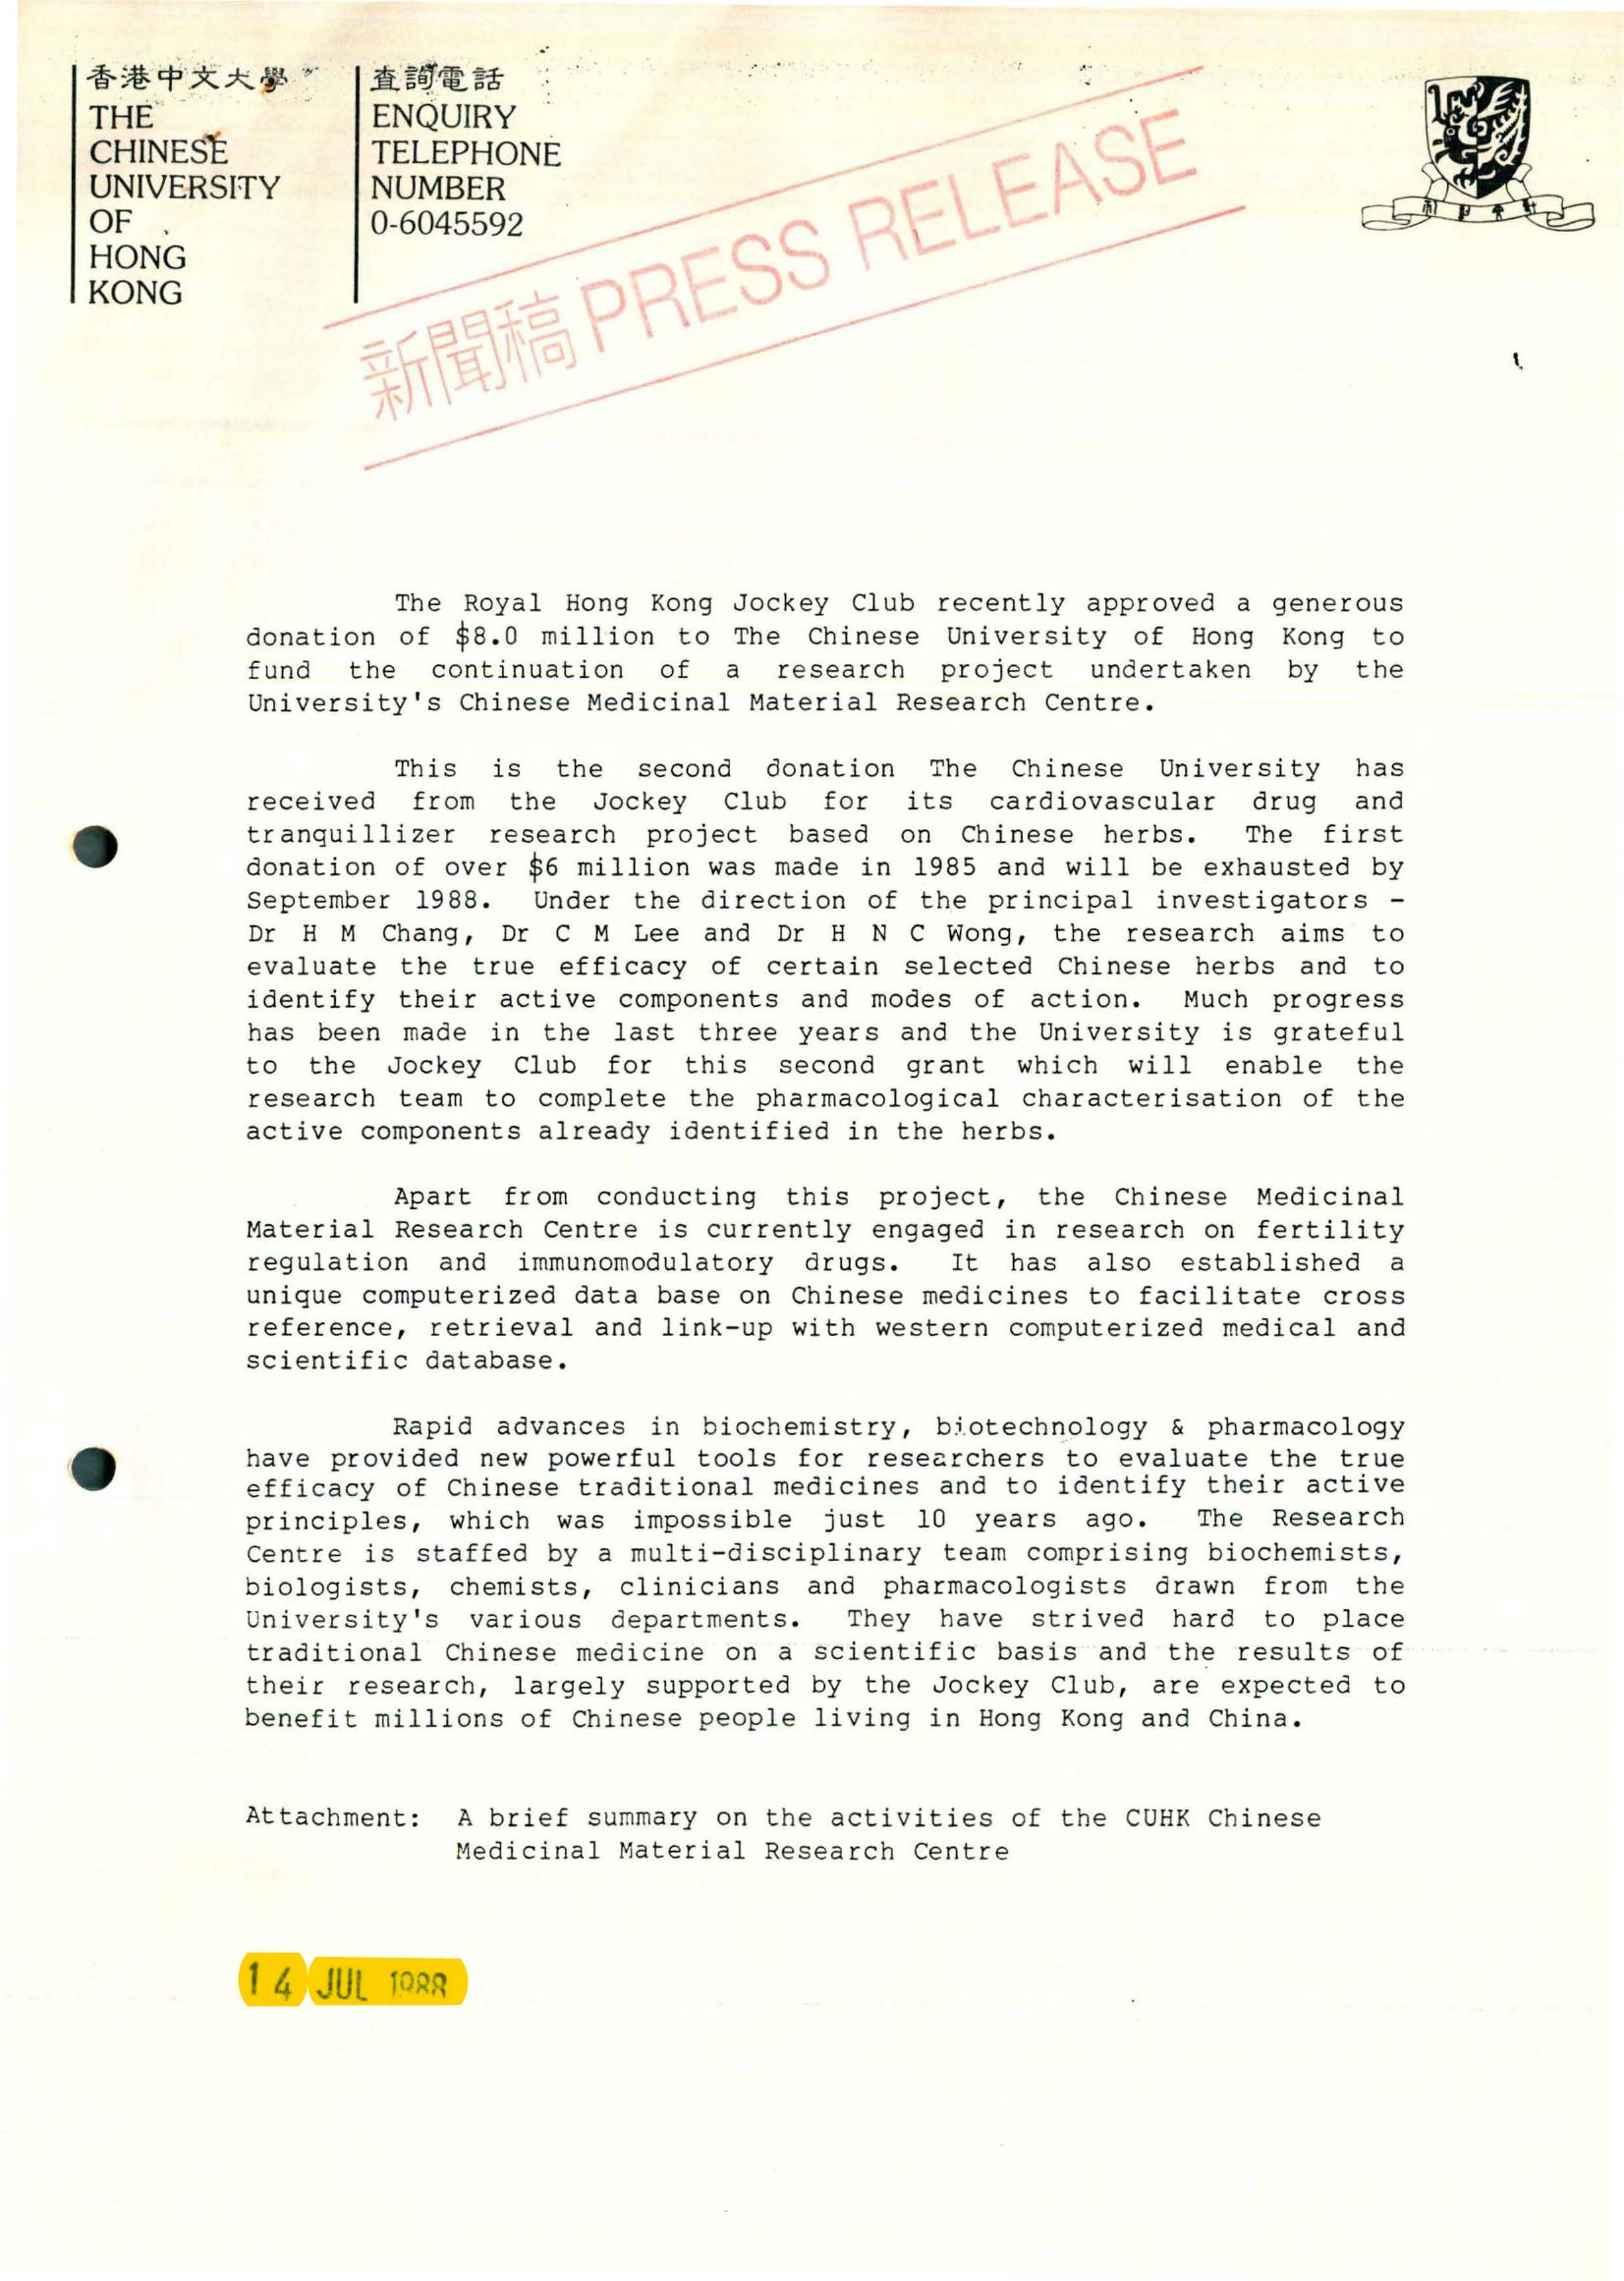 香港中文大學
THE
CHINESE
UNIVERSITY
OF
HONG
KONG
查詢電話
ENQUIRY
TELEPHONE
NUMBER
0-6045592
新聞稿 PRESS RELEASE
The Royal Hong Kong Jockey Club recently approved a generous
donation of $8.0 million to The Chinese University of Hong Kong to
fund the continuation of a research project undertaken by the
University's Chinese Medicinal Material Research Centre.
This is the second donation The Chinese University has
received from the Jockey Club for its cardiovascular drug and
tranquillizer research project based on Chinese herbs. The first
donation of over $6 million was made in 1985 and will be exhausted by
September 1988. Under the direction of the principal investigators -
Dr H M Chang, Dr C M Lee and Dr H N C Wong, the research aims to
evaluate the true efficacy of certain selected Chinese herbs and to
identify their active components and modes of action. Much progress
has been made in the last three years and the University is grateful
to the Jockey Club for this second grant which will enable the
research team to complete the pharmacological characterisation of the
active components already identified in the herbs.
Apart from conducting this project, the Chinese Medicinal
Material Research Centre is currently engaged in research on fertility
regulation and immunomodulatory drugs. It has also established a
unique computerized data base on Chinese medicines to facilitate cross
reference, retrieval and link-up with western computerized medical and
scientific database.
Rapid advances in biochemistry, biotechnology & pharmacology
have provided new powerful tools for researchers to evaluate the true
efficacy of Chinese traditional medicines and to identify their active
principles, which was impossible just 10 years ago. The Research
Centre is staffed by a multi-disciplinary team comprising biochemists,
biologists, chemists, clinicians and pharmacologists drawn from the
University's various departments. They have strived hard to place
traditional Chinese medicine on a scientific basis and the results of
their research, largely supported by the Jockey Club, are expected to
benefit millions of Chinese people living in Hong Kong and China.
Attachment: A brief summary on the activities of the CUHK Chinese
Medicinal Material Research Centre
14 JUL 1988